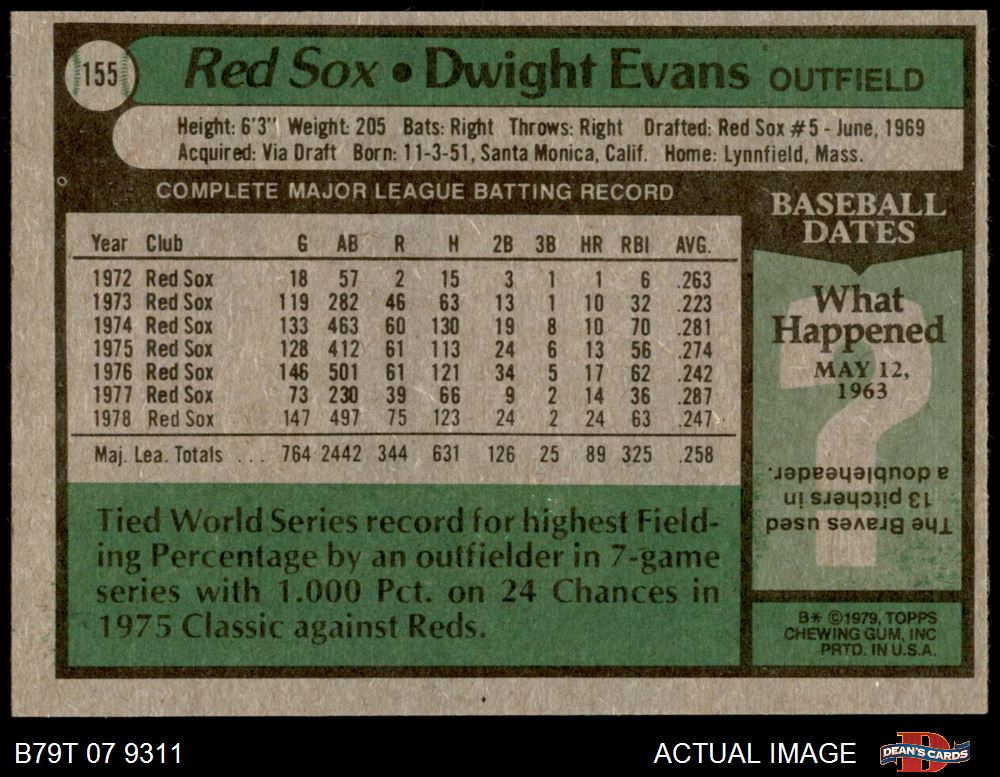 155
Red Sox • Dwight Evans OUTFIELD
Height: 6'3" Weight: 205 Bats: Right Throws: Right Drafted: Red Sox #5 - June, 1969
Acquired: Via Draft Born: 11-3-51, Santa Monica, Calif. Home: Lynnfield, Mass.
COMPLETE MAJOR LEAGUE BATTING RECORD
Year Club G AB R H 2B 3B HR RBI AVG.
1972 Red Sox 18 57 2 15 3 1 1 6 .263
1973 Red Sox 119 282 46 63 13 1 10 32 .223
1974 Red Sox 133 463 60 130 19 8 10 70 .281
1975 Red Sox 128 412 61 113 24 6 13 56 .274
1976 Red Sox 146 501 61 121 34 5 17 62 .242
1977 Red Sox 73 230 39 66 9 2 14 36 .287
1978 Red Sox 147 497 75 123 24 2 24 63 .247
Maj. Lea. Totals ... 764 2442 344 631 126 25 89 325 .258
Tied World Series record for highest Field-
ing Percentage by an outfielder in 7-game
series with 1.000 Pct. on 24 Chances in
1975 Classic against Reds.
BASEBALL
DATES
What
Happened
MAY 12,
1963
The Braves used
13 pitchers in
a doubleheader.
B* ©1979, TOPPS
CHEWING GUM, INC
PRTD. IN U.S.A.
B79T 07 9311
ACTUAL IMAGE
DEAN'S CARDS